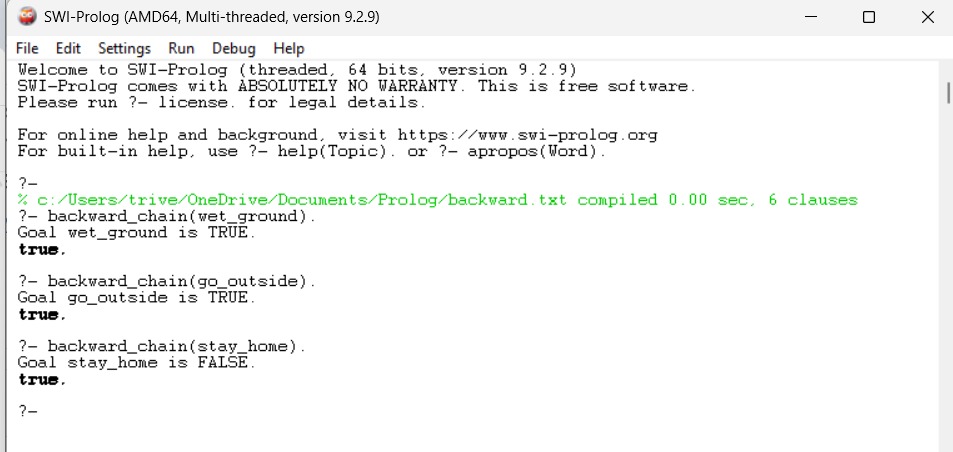 SWI-Prolog (AMD64, Multi-threaded, version 9.2.9)
File Edit Settings Run Debug Help
Welcome to SWI-Prolog (threaded, 64 bits, version 9.2.9)
SWI-Prolog comes with ABSOLUTELY NO WARRANTY. This is free software.
Please run ?- license. for legal details.
For online help and background, visit https://www.swi-prolog.org
For built-in help, use ?- help(Topic). or ?- apropos(Word).
?-
% c:/Users/trive/OneDrive/Documents/Prolog/backward.txt compiled 0.00 sec, 6 clauses
?- backward_chain(wet_ground).
Goal wet_ground is TRUE.
true.
?- backward_chain(go_outside).
Goal go_outside is TRUE.
true.
?- backward_chain(stay_home).
Goal stay_home is FALSE.
true.
?-